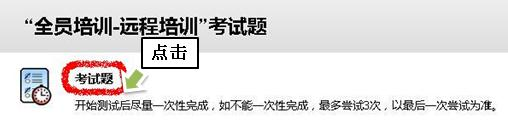 “全员培训-远程培训”考试题
点击
考试题
开始测试后尽量一次性完成，如不能一次性完成，最多尝试3次，以最后一次尝试为准。